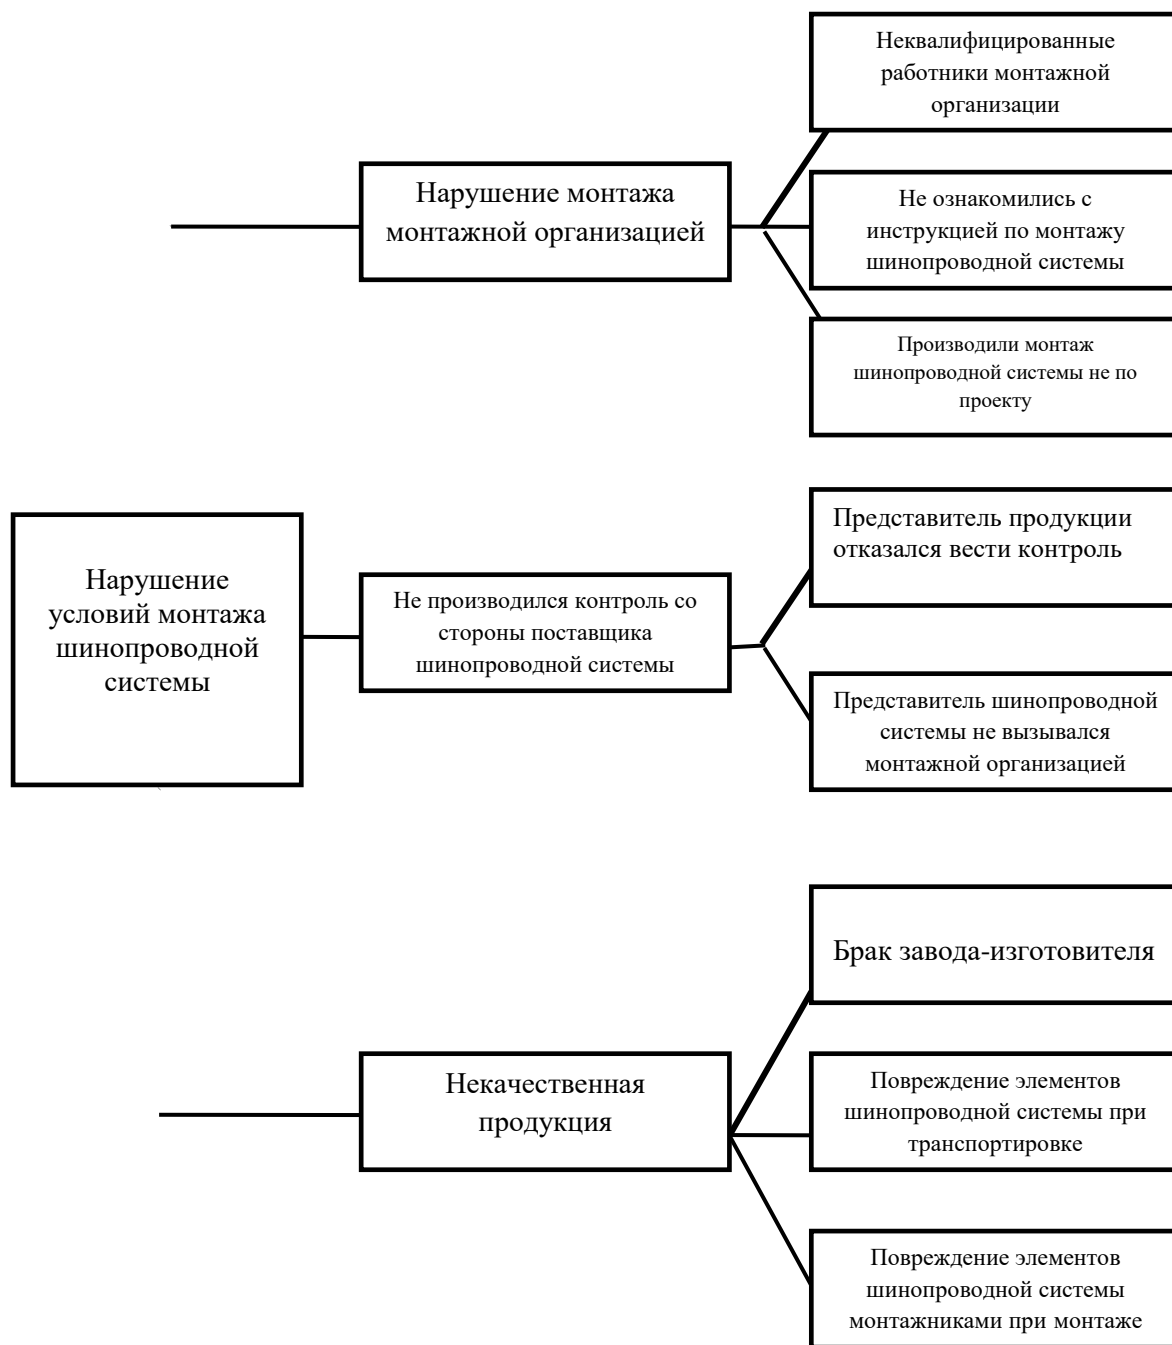 Неквалифицированные
работники монтажной
организации
Нарушение монтажа
монтажной организацией
Не ознакомились с
инструкцией по монтажу
шинопроводной системы
Производили монтаж
шинопроводной системы не по
проекту
Нарушение
условий монтажа
шинопроводной
системы
Не производился контроль со
стороны поставщика
шинопроводной системы
Представитель продукции
отказался вести контроль
Представитель шинопроводной
системы не вызывался
монтажной организацией
Некачественная
продукция
Брак завода-изготовителя
Повреждение элементов
шинопроводной системы при
транспортировке
Повреждение элементов
шинопроводной системы
монтажниками при монтаже